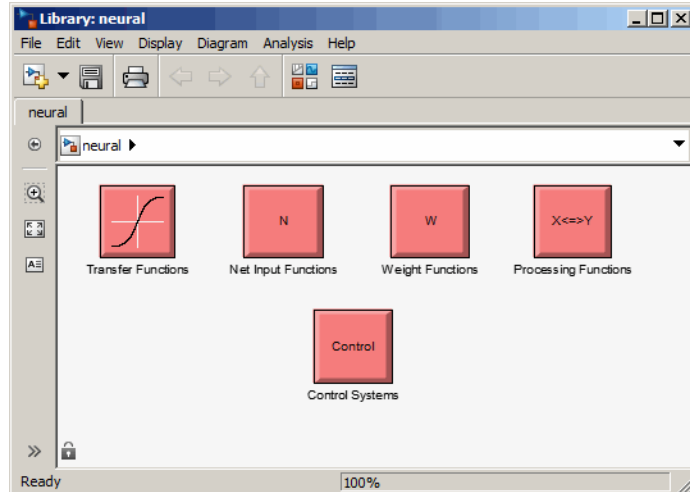 Library: neural
File Edit View Display Diagram Analysis Help
neural
neural
N
W
X<=>Y
Transfer Functions Net Input Functions Weight Functions Processing Functions
Control
Control Systems
Ready 100%